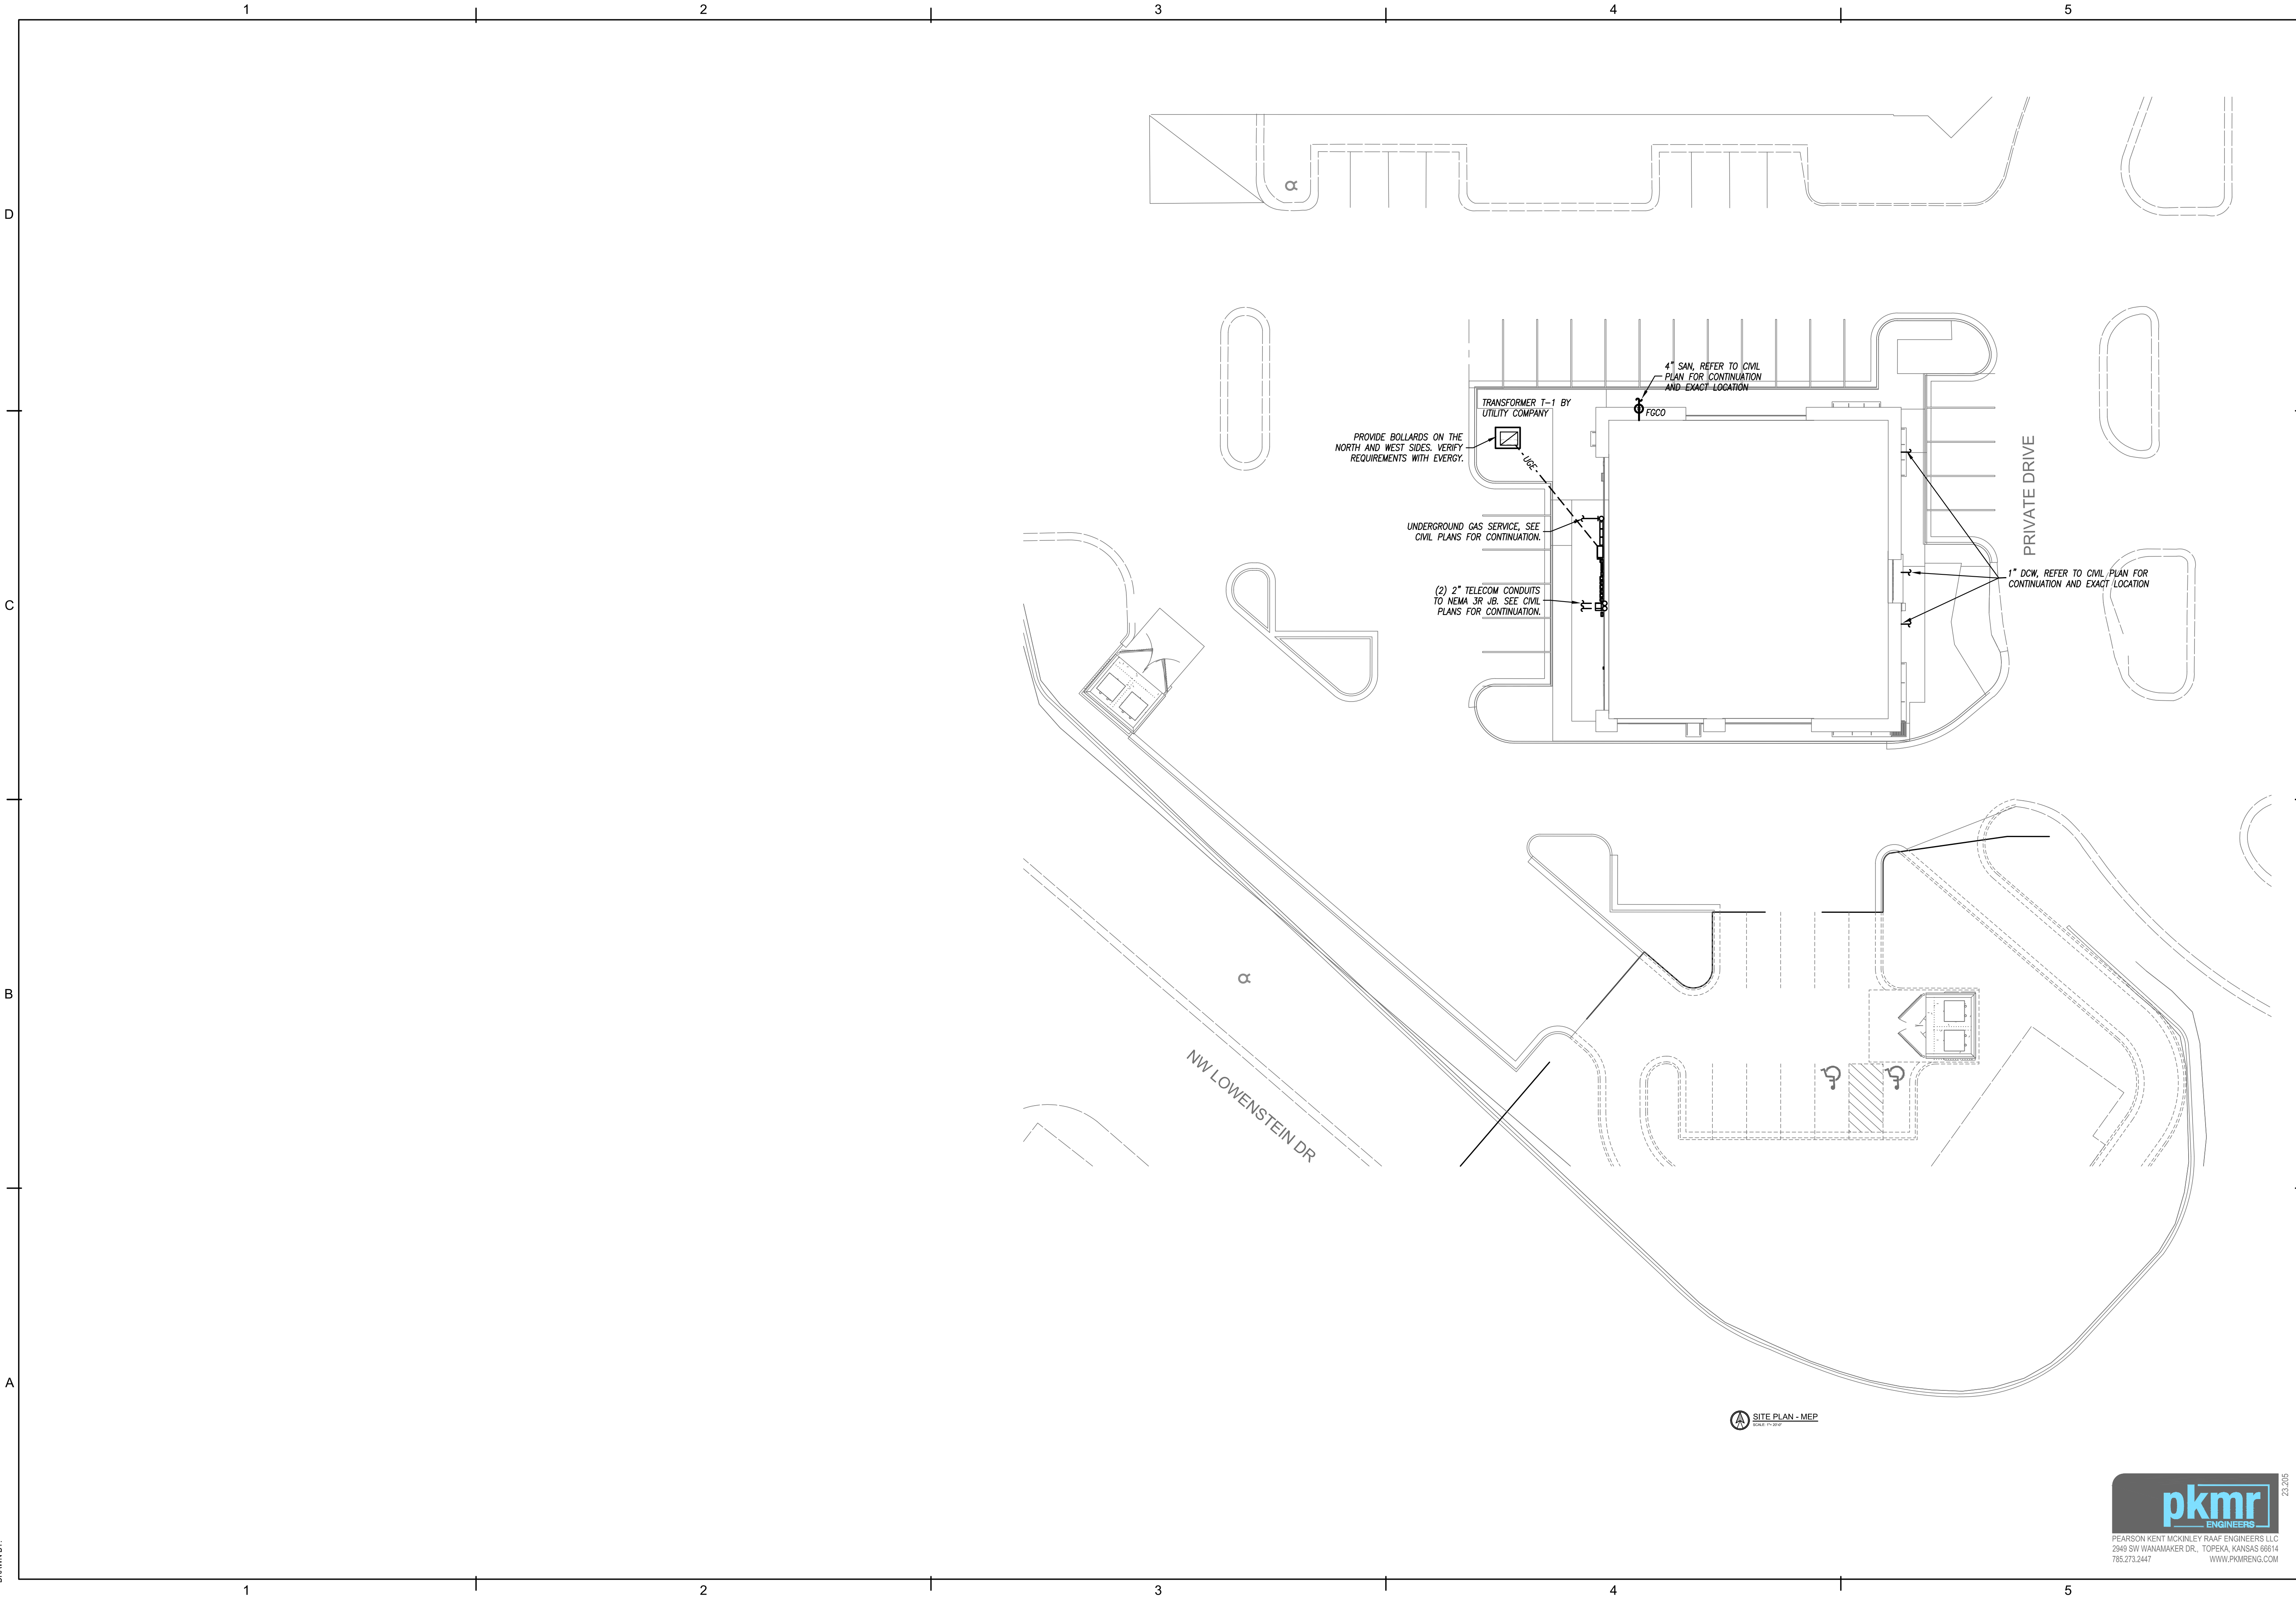 1 2 3 4 5
D
4" SAN, REFER TO CIVIL
PLAN FOR CONTINUATION
AND EXACT LOCATION
TRANSFORMER T-1 BY
UTILITY COMPANY
FGCO
PROVIDE BOLLARDS ON THE
NORTH AND WEST SIDES. VERIFY
REQUIREMENTS WITH EVERGY.
UGE
PRIVATE DRIVE
UNDERGROUND GAS SERVICE, SEE
CIVIL PLANS FOR CONTINUATION.
1" DCW, REFER TO CIVIL PLAN FOR
CONTINUATION AND EXACT LOCATION
(2) 2" TELECOM CONDUITS
TO NEMA 3R JB. SEE CIVIL
PLANS FOR CONTINUATION.
C
B
NW LOWENSTEIN DR
A
SITE PLAN - MEP
23.205
pkmr
ENGINEERS
PEARSON KENT MCKINLEY RAAF ENGINEERS LLC
2949 SW WANAMAKER DR., TOPEKA, KANSAS 66614
785.273.2447 WWW.PKMRENG.COM
1 2 3 4 5